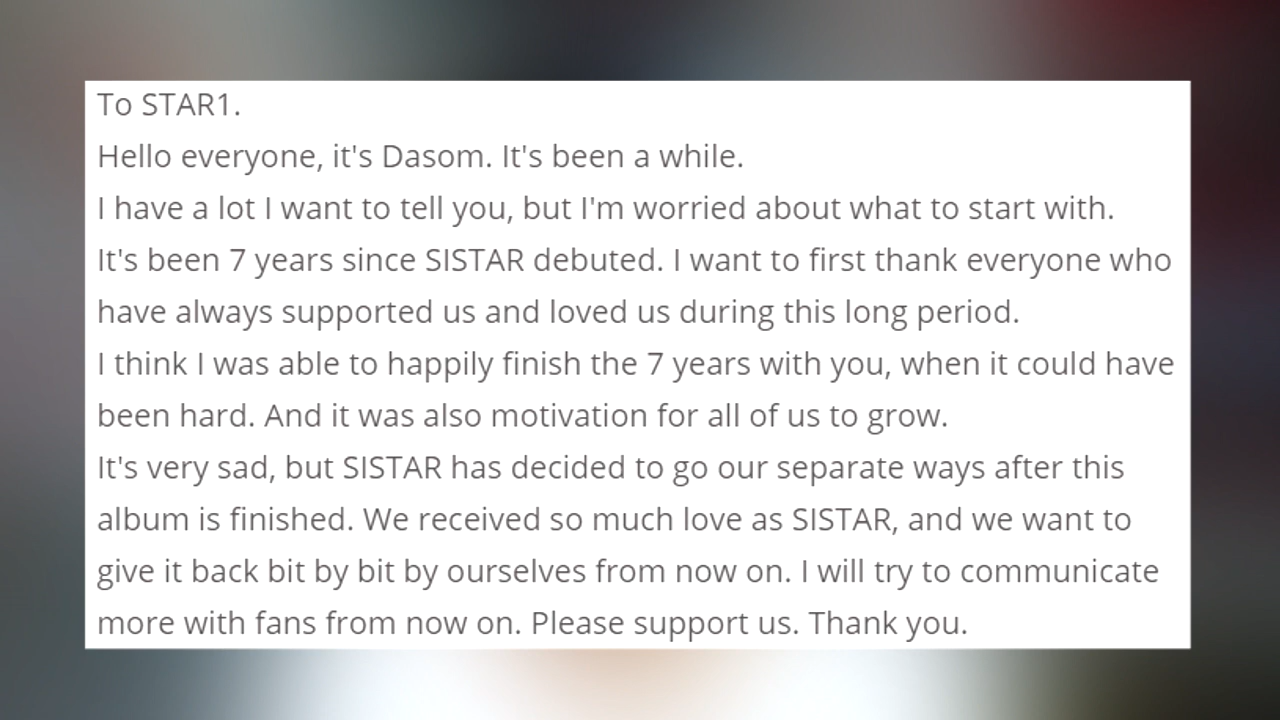 To STAR1.
Hello everyone, it's Dasom. It's been a while.
I have a lot I want to tell you, but I'm worried about what to start with.
It's been 7 years since SISTAR debuted. I want to first thank everyone who
have always supported us and loved us during this long period.
I think I was able to happily finish the 7 years with you, when it could have
been hard. And it was also motivation for all of us to grow.
It's very sad, but SISTAR has decided to go our separate ways after this
album is finished. We received so much love as SISTAR, and we want to
give it back bit by bit by ourselves from now on. I will try to communicate
more with fans from now on. Please support us. Thank you.